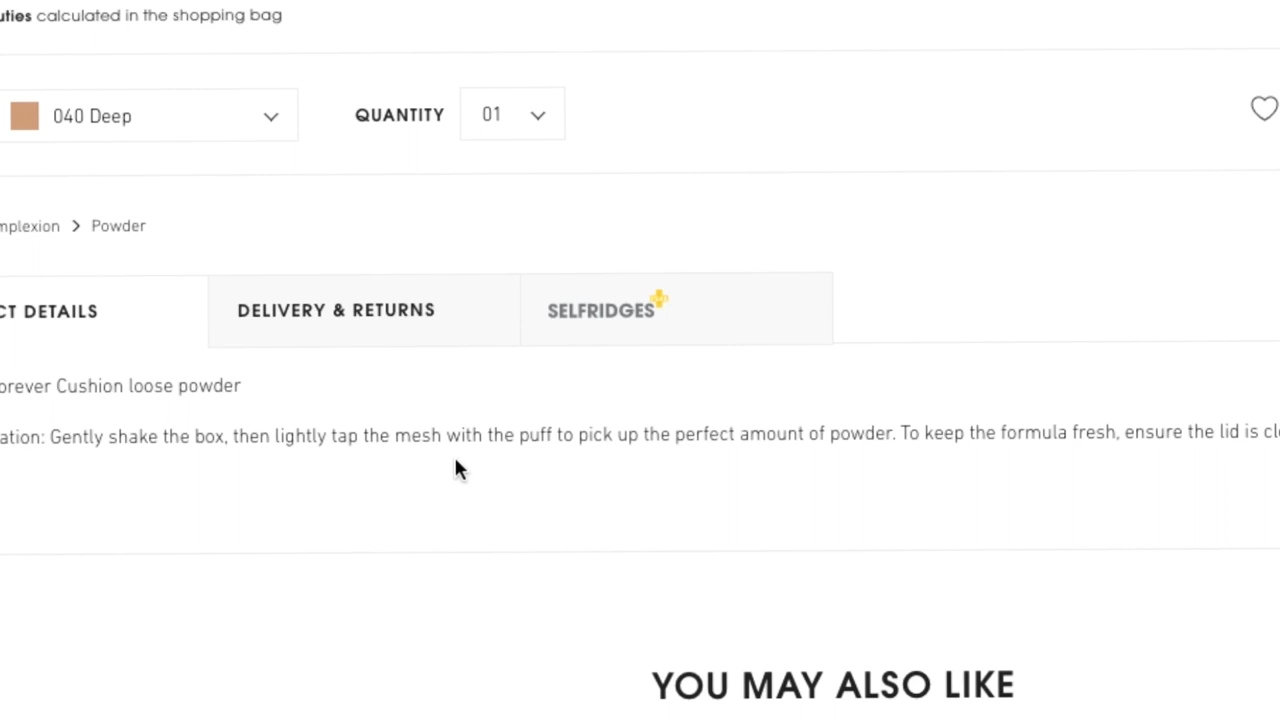 uties calculated in the shopping bag
040 Deep
QUANTITY 01
mplexion > Powder
CT DETAILS
DELIVERY & RETURNS
SELFRIDGES
orever Cushion loose powder
ation: Gently shake the box, then lightly tap the mesh with the puff to pick up the perfect amount of powder. To keep the formula fresh, ensure the lid is cl
YOU MAY ALSO LIKE